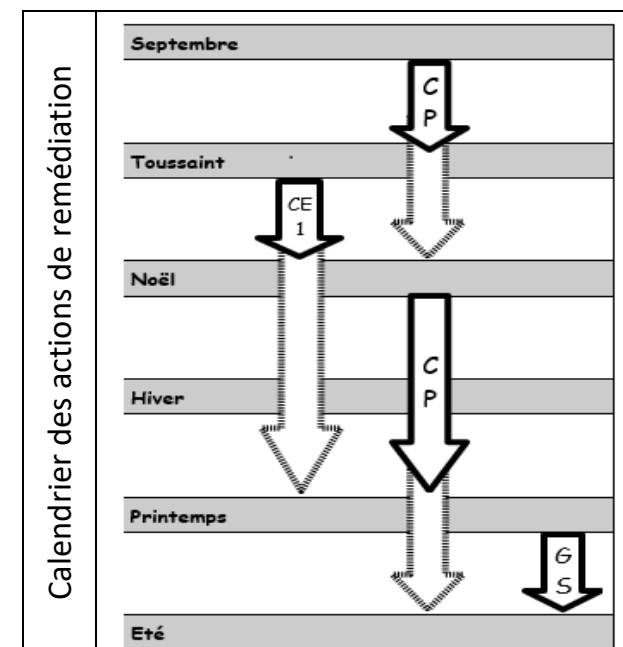 Calendrier des actions de remédiation
Septembre
C
P
Toussaint
CE
1
Noël
C
P
Hiver
Printemps
G
S
Eté